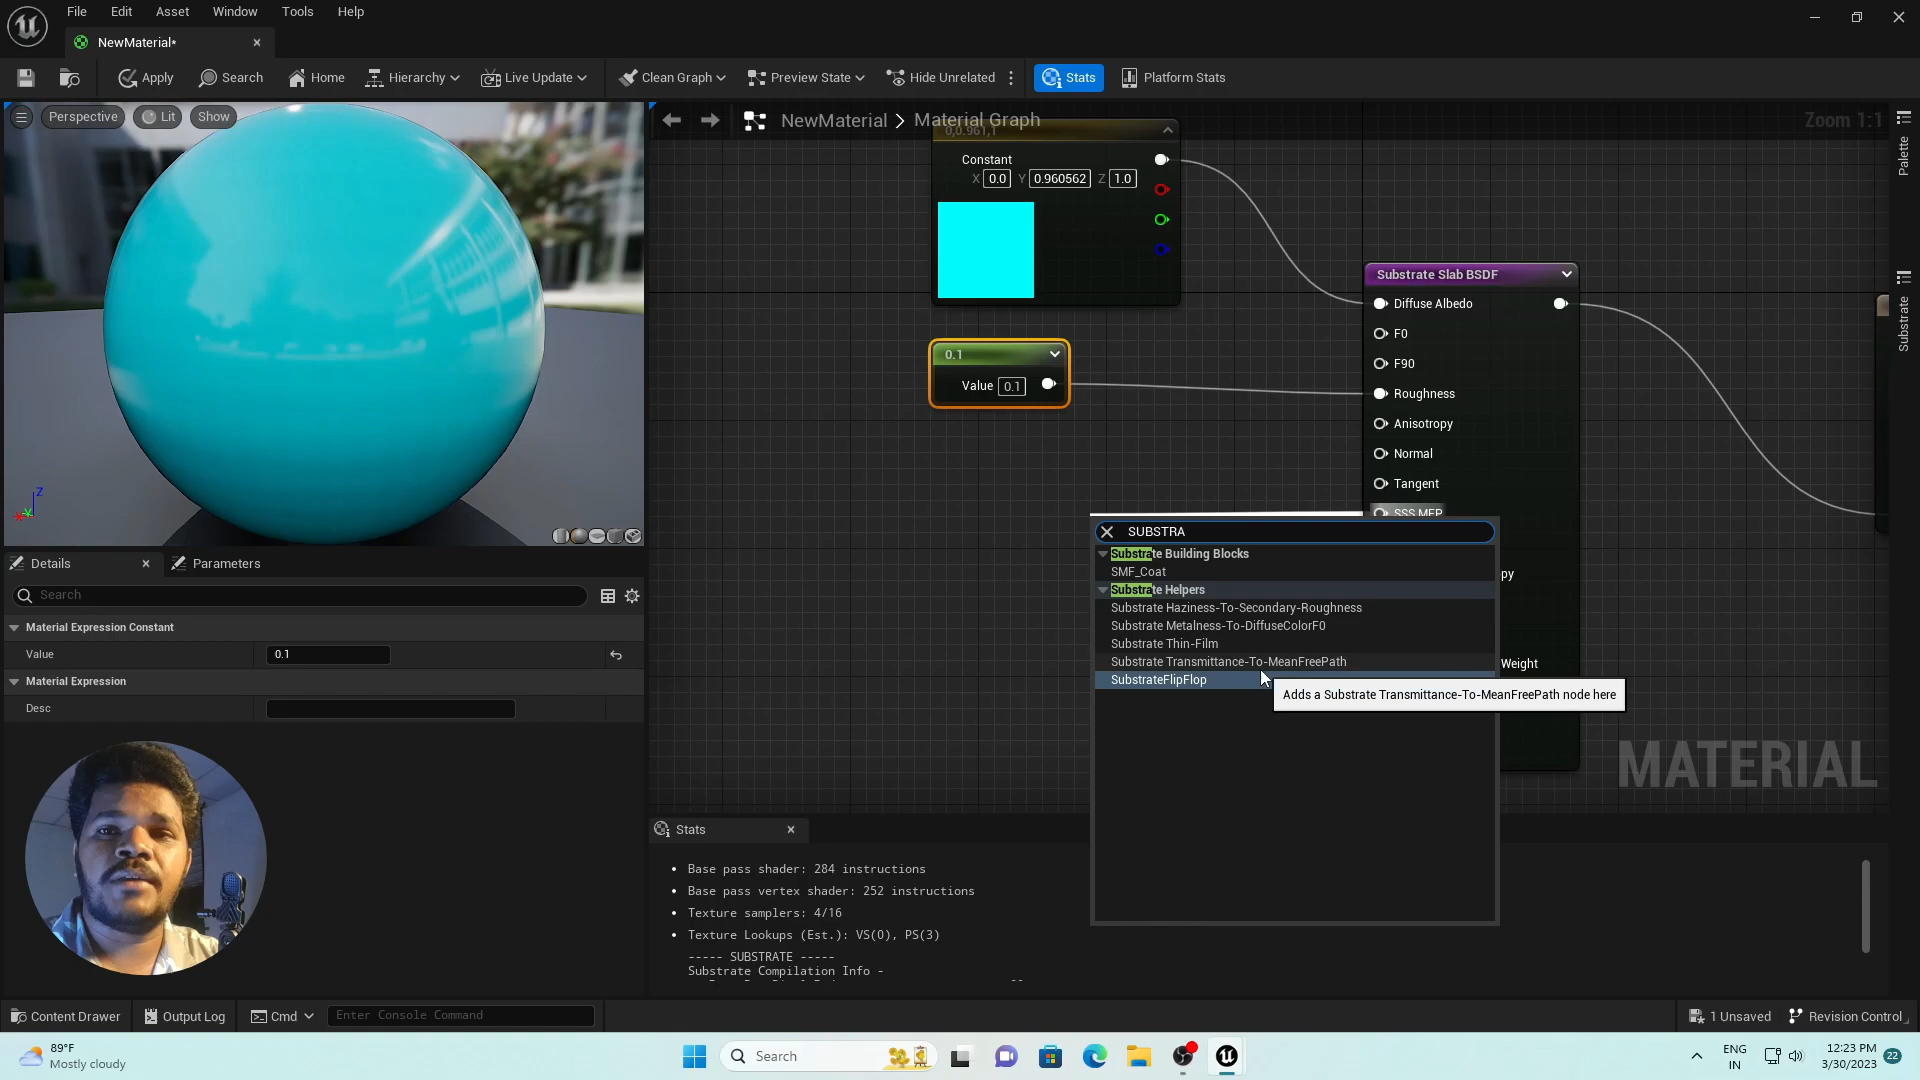 File Edit Asset Window Tools Help
NewMaterial*
Apply Search Home Hierarchy Live Update Clean Graph Preview State Hide Unrelated Stats Platform Stats
Perspective Lit Show
NewMaterial > Material Graph Zoom 1:1
0,0.961,1
Constant
X 0.0 Y 0.960562 Z 1.0
Palette
Substrate
Substrate Slab BSDF
Diffuse Albedo
F0
F90
Roughness
Anisotropy
Normal
Tangent
SSS MFP
py
Weight
0.1
Value 0.1
SUBSTRA
Substrate Building Blocks
SMF_Coat
Substrate Helpers
Substrate Haziness-To-Secondary-Roughness
Substrate Metalness-To-DiffuseColorF0
Substrate Thin-Film
Substrate Transmittance-To-MeanFreePath
SubstrateFlipFlop
Adds a Substrate Transmittance-To-MeanFreePath node here
MATERIAL
Z
Details Parameters
Search
Material Expression Constant
Value 0.1
Material Expression
Desc
Stats
Base pass shader: 284 instructions
Base pass vertex shader: 252 instructions
Texture samplers: 4/16
Texture Lookups (Est.): VS(0), PS(3)
----- SUBSTRATE -----
Substrate Compilation Info -
Content Drawer Output Log Cmd Enter Console Command 1 Unsaved Revision Control
89°F
Mostly cloudy
Search
ENG
IN
12:23 PM
3/30/2023
22